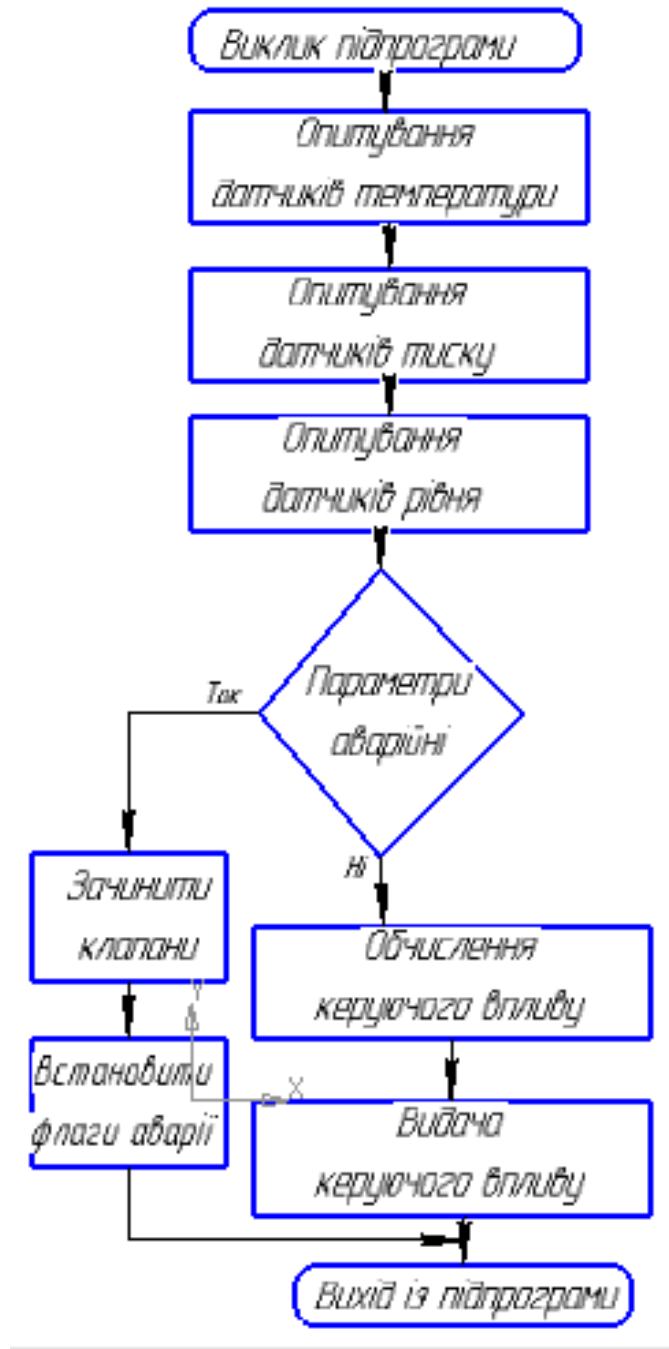 Виклик підпрограми
Опитування
датчиків температури
Опитування
датчиків тиску
Опитування
датчиків рівня
Параметри
аварійні
Так
Ні
Зачинити
клапани
Обчислення
керуючого впливу
Y
X
Встановити
флаги аварії
Видача
керуючого впливу
Вихід із підпрограми